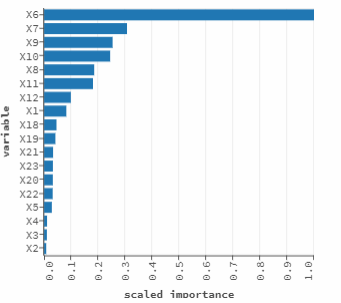 variable
X6
X7
X9
X10
X8
X11
X12
X1
X18
X19
X21
X23
X20
X22
X5
X4
X3
X2
0.0 0.1 0.2 0.3 0.4 0.5 0.6 0.7 0.8 0.9 1.0
scaled importance